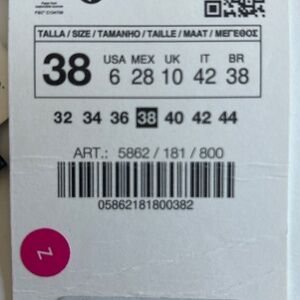 TALLA / SIZE / TAMANHO / TAILLE / MAAT / ΜΕΓΕΘΟΣ
38
USA MEX UK IT BR
6 28 10 42 38
32 34 36 38 40 42 44
ART.: 5862 / 181 / 800
05862181800382
Z